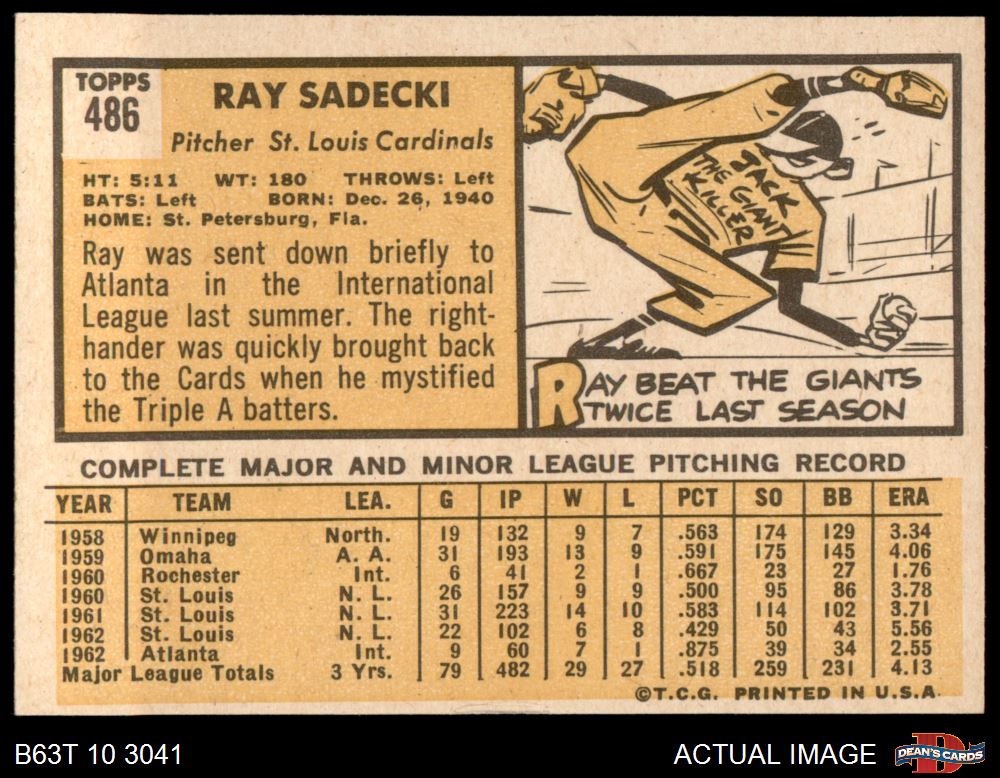 TOPPS
486
RAY SADECKI
Pitcher St. Louis Cardinals
HT: 5:11 WT: 180 THROWS: Left
BATS: Left BORN: Dec. 26, 1940
HOME: St. Petersburg, Fla.
Ray was sent down briefly to
Atlanta in the International
League last summer. The right-
hander was quickly brought back
to the Cards when he mystified
the Triple A batters.
JACK
THE GIANT
KILLER
RAY BEAT THE GIANTS
TWICE LAST SEASON
COMPLETE MAJOR AND MINOR LEAGUE PITCHING RECORD
YEAR TEAM LEA. G IP W L PCT SO BB ERA
1958 Winnipeg North. 19 132 9 7 .563 174 129 3.34
1959 Omaha A. A. 31 193 13 9 .591 175 145 4.06
1960 Rochester Int. 6 41 2 1 .667 23 27 1.76
1960 St. Louis N. L. 26 157 9 9 .500 95 86 3.78
1961 St. Louis N. L. 31 223 14 10 .583 114 102 3.71
1962 St. Louis N. L. 22 102 6 8 .429 50 43 5.56
1962 Atlanta Int. 9 60 7 1 .875 39 34 2.55
Major League Totals 3 Yrs. 79 482 29 27 .518 259 231 4.13
©T.C.G. PRINTED IN U.S.A.
B63T 10 3041 ACTUAL IMAGE DEAN'S CARDS